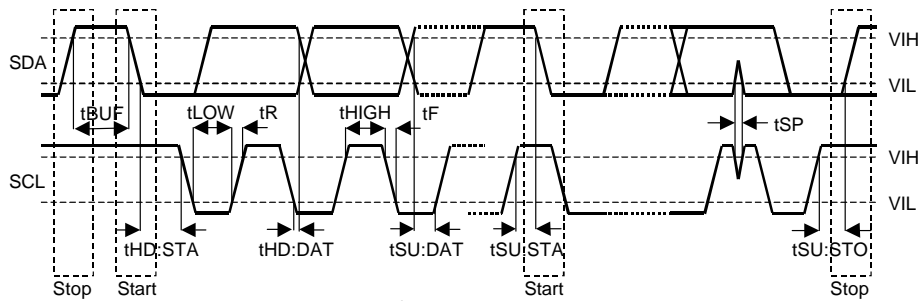 VIH
SDA
VIL
tBUF
tLOW
tR
tHIGH
tF
tSP
VIH
SCL
VIL
tHD:STA
tHD:DAT
tSU:DAT
tSU:STA
tSU:STO
Stop
Start
Start
Stop